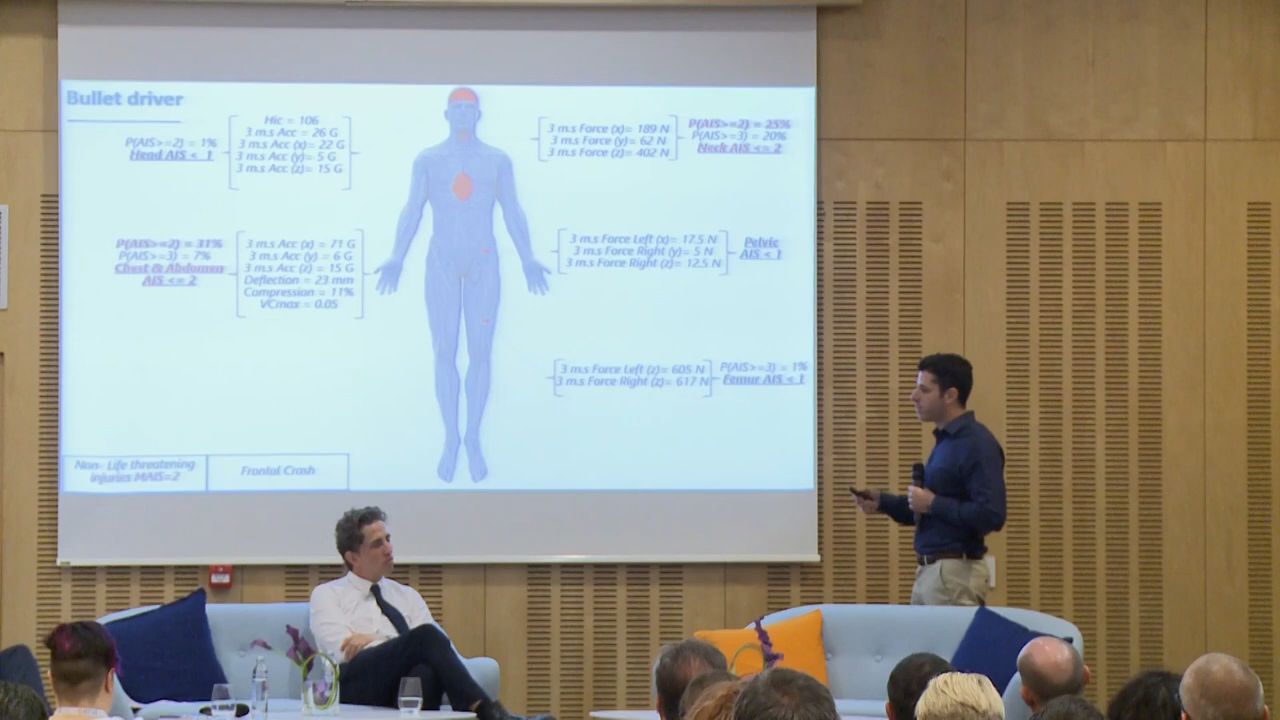 Bullet driver
Hic = 106
3 m.s Acc = 26 G
3 m.s Acc (x)= 22 G
3 m.s Acc (y)= 5 G
3 m.s Acc (z)= 15 G
P(AIS>=2) = 1%
Head AIS < 1
3 m.s Force (x)= 189 N
3 m.s Force (y)= 62 N
3 m.s Force (z)= 402 N
P(AIS>=2) = 25%
P(AIS>=3) = 20%
Neck AIS <= 2
P(AIS>=2) = 31%
P(AIS>=3) = 7%
Chest & Abdomen
AIS <= 2
3 m.s Acc (x) = 71 G
3 m.s Acc (y) = 6 G
3 m.s Acc (z) = 15 G
Deflection = 23 mm
Compression = 11%
VCmax = 0.05
3 m.s Force Left (x)= 17.5 N
3 m.s Force Right (y)= 5 N
3 m.s Force Right (z)= 12.5 N
Pelvic
AIS < 1
3 m.s Force Left (z)= 605 N
3 m.s Force Right (z)= 617 N
P(AIS>=3) = 1%
Femur AIS < 1
Non- Life threatening
injuries MAIS=2
Frontal Crash